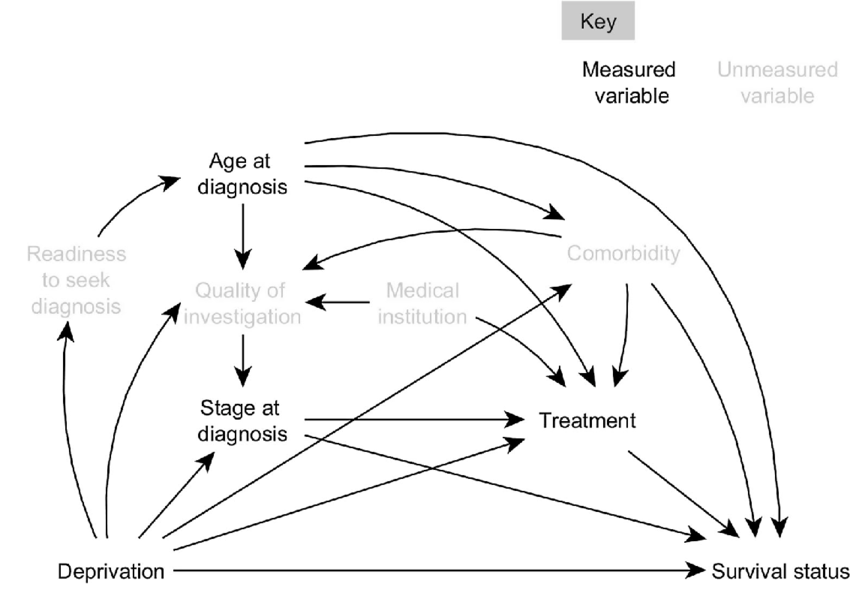 Key
Measured
variable
Unmeasured
variable
Age at
diagnosis
Readiness
to seek
diagnosis
Quality of
investigation
Medical
institution
Comorbidity
Stage at
diagnosis
Treatment
Deprivation
Survival status